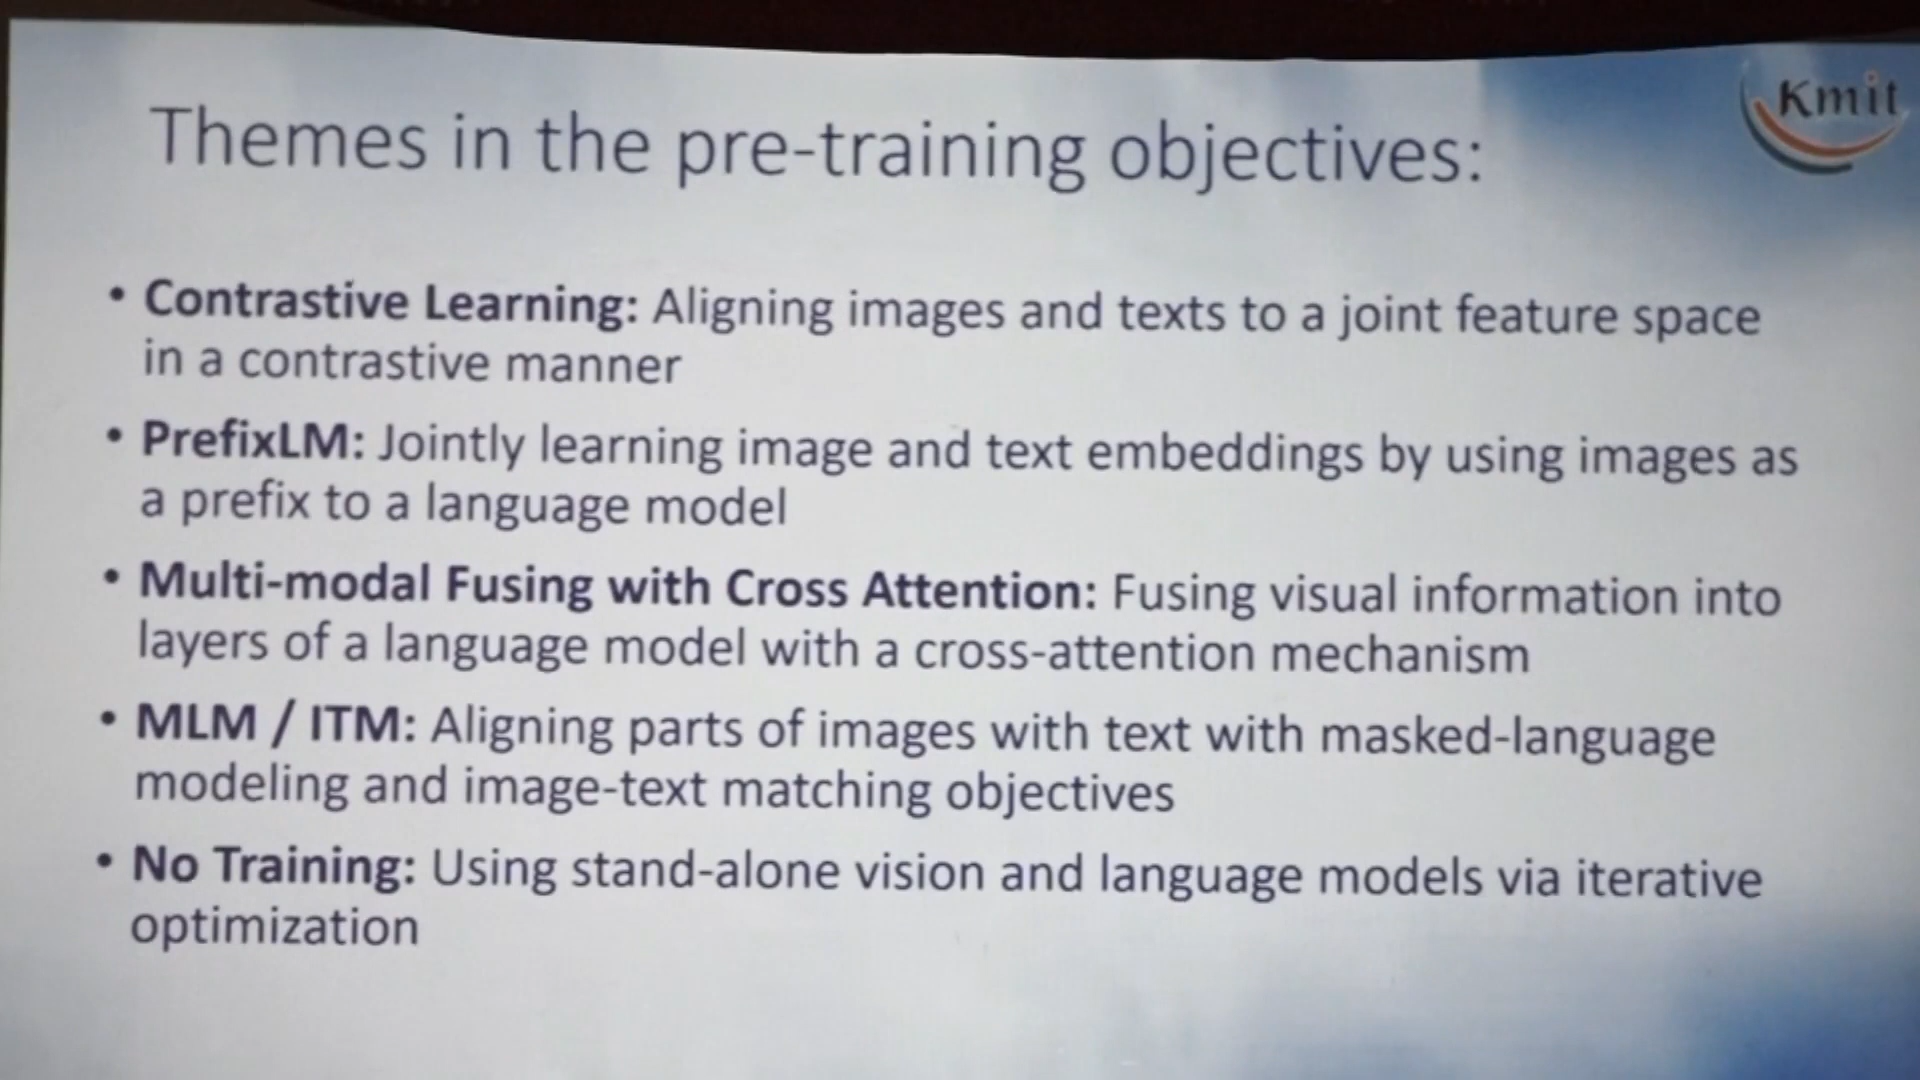 Kmit
Themes in the pre-training objectives:
• Contrastive Learning: Aligning images and texts to a joint feature space
in a contrastive manner
• PrefixLM: Jointly learning image and text embeddings by using images as
a prefix to a language model
• Multi-modal Fusing with Cross Attention: Fusing visual information into
layers of a language model with a cross-attention mechanism
• MLM / ITM: Aligning parts of images with text with masked-language
modeling and image-text matching objectives
• No Training: Using stand-alone vision and language models via iterative
optimization